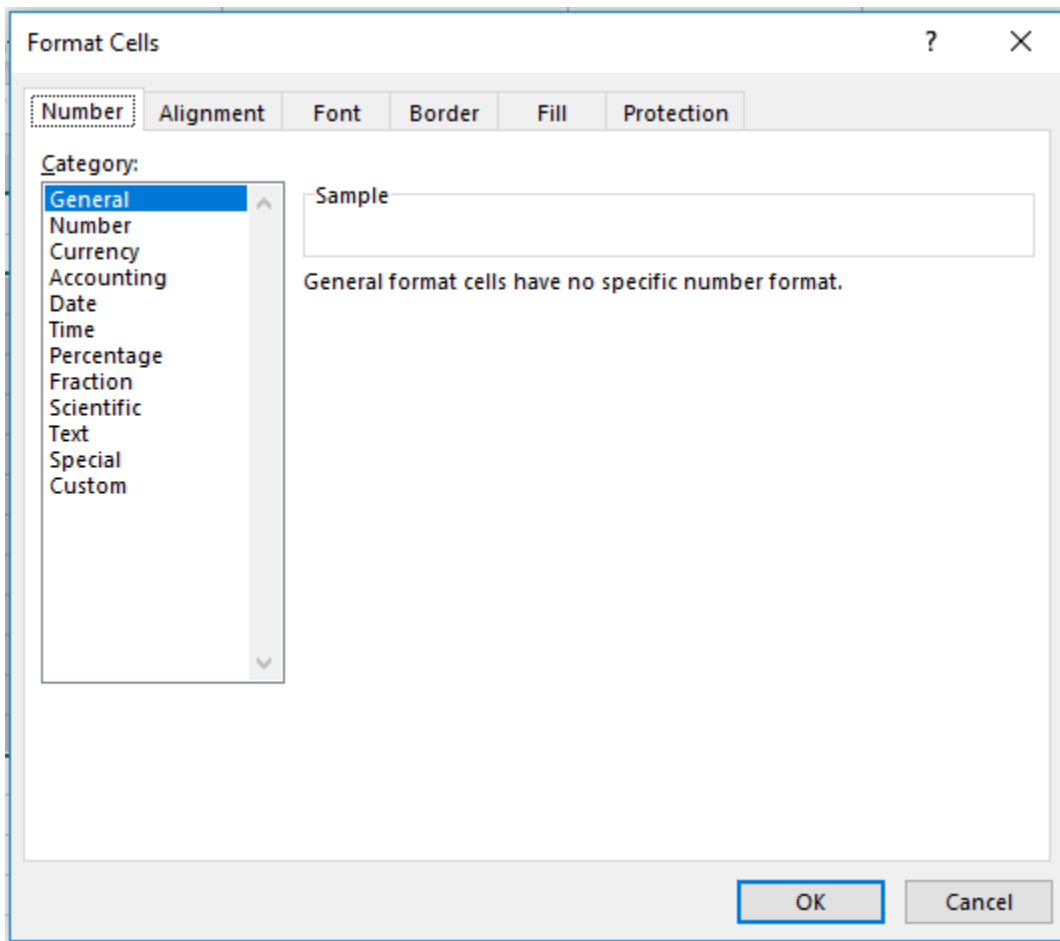 Format Cells ?
Number Alignment Font Border Fill Protection
Category:
General
Number
Currency
Accounting
Date
Time
Percentage
Fraction
Scientific
Text
Special
Custom
Sample
General format cells have no specific number format.
OK Cancel